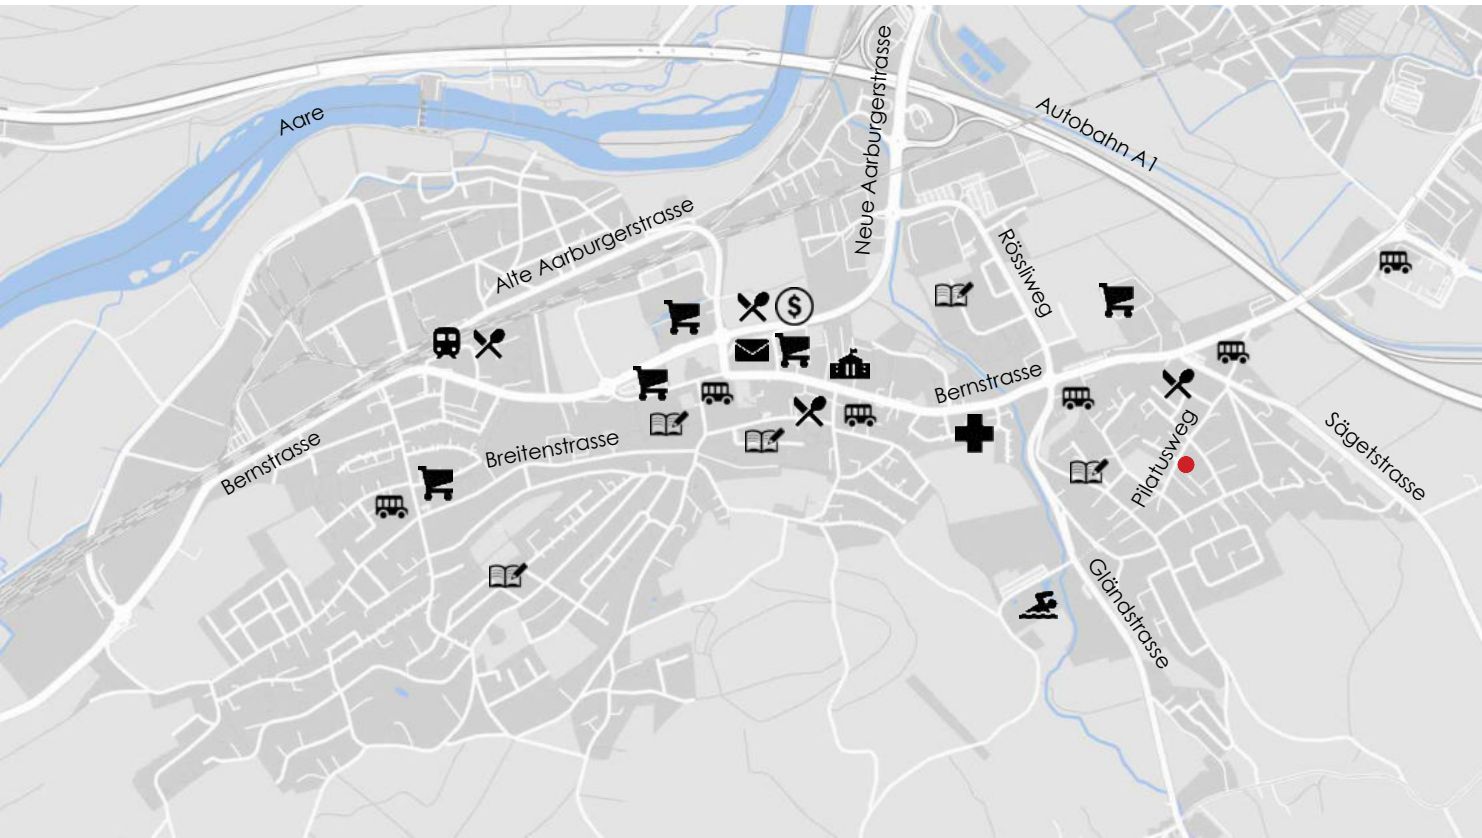 Aare
Neue Aarburgerstrasse
Autobahn A1
Alte Aarburgerstrasse
Rössliweg
$
Bernstrasse
Bernstrasse
Breitenstrasse
Pilatusweg
Sägetstrasse
Gländstrasse